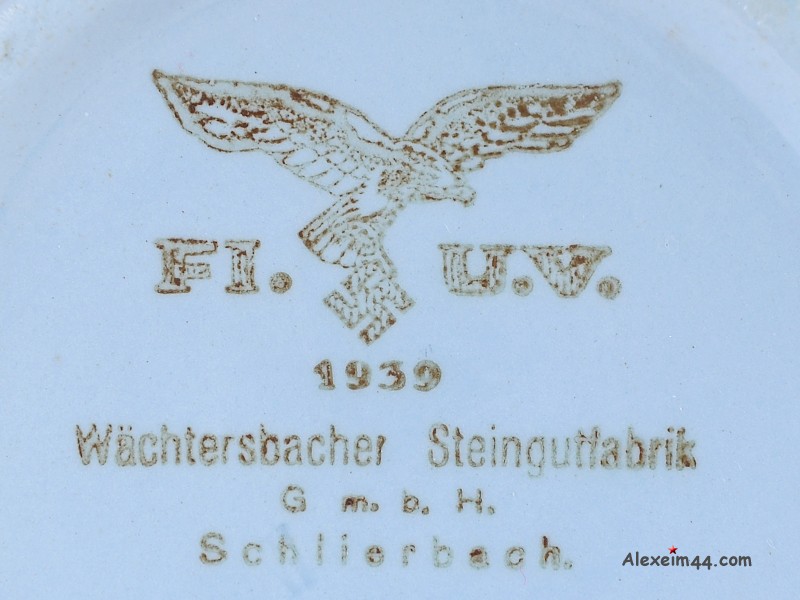 Fl. U.V.
1939
Wächtersbacher Steingutfabrik
G m. b. H.
Schlierbach.
Alexeim44.com